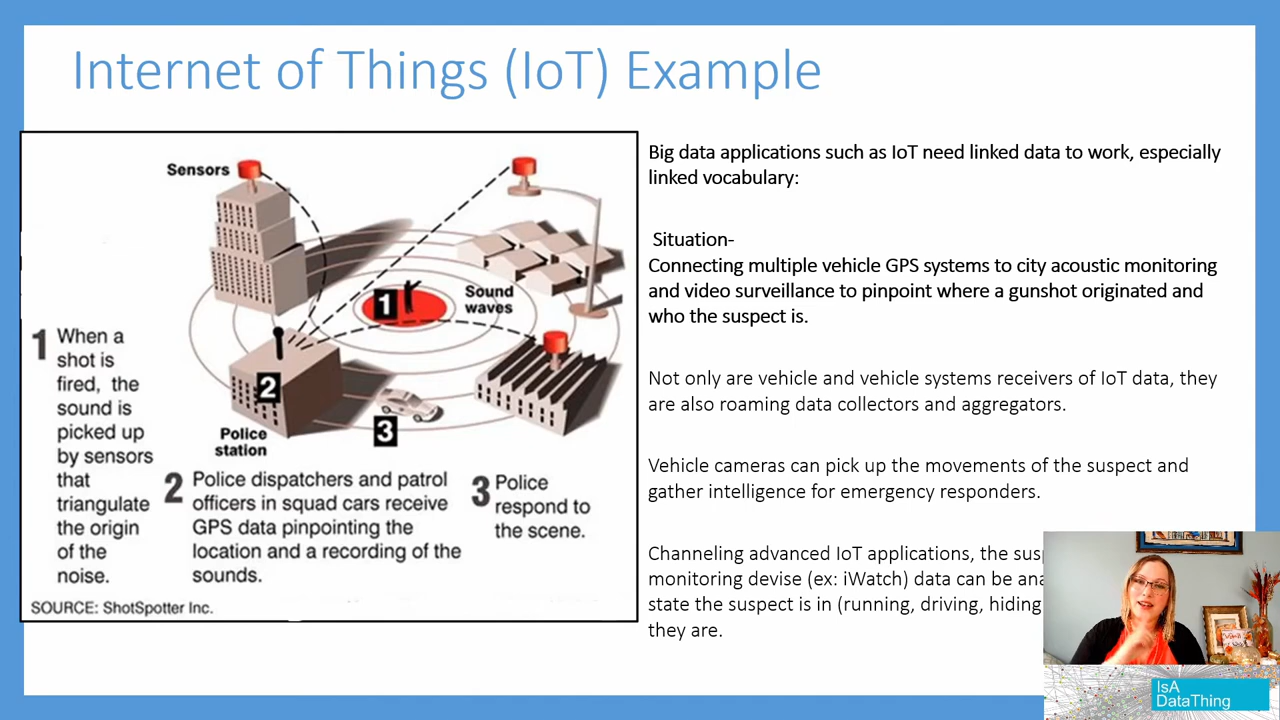 Internet of Things (IoT) Example
Sensors
1
Sound
waves
2
Police
station
3
1 When a
shot is
fired, the
sound is
picked up
by sensors
that
triangulate
the origin
of the
noise.
2 Police dispatchers and patrol
officers in squad cars receive
GPS data pinpointing the
location and a recording of the
sounds.
3 Police
respond to
the scene.
SOURCE: ShotSpotter Inc.
Big data applications such as IoT need linked data to work, especially
linked vocabulary:
Situation-
Connecting multiple vehicle GPS systems to city acoustic monitoring
and video surveillance to pinpoint where a gunshot originated and
who the suspect is.
Not only are vehicle and vehicle systems receivers of IoT data, they
are also roaming data collectors and aggregators.
Vehicle cameras can pick up the movements of the suspect and
gather intelligence for emergency responders.
Channeling advanced IoT applications, the
monitoring devise (ex: iWatch) data can be
state the suspect is in (running, driving, hiding
they are.
IsA
DataThing